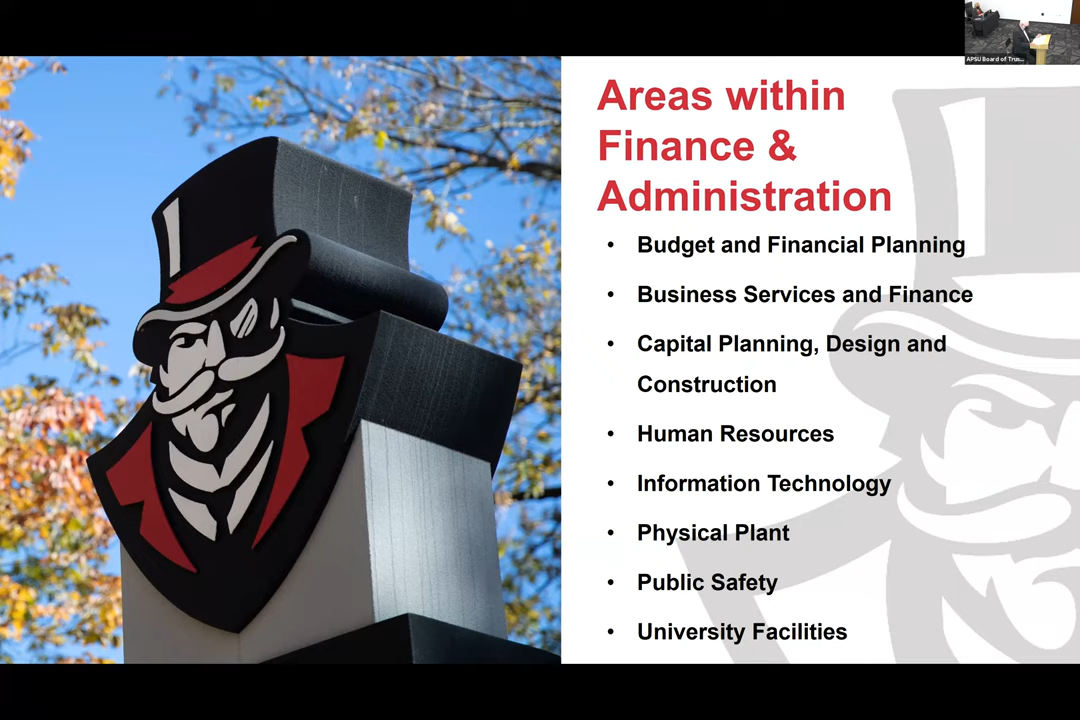 APSU Board of Trus...
Areas within
Finance &
Administration
• Budget and Financial Planning
• Business Services and Finance
• Capital Planning, Design and
Construction
• Human Resources
• Information Technology
• Physical Plant
• Public Safety
• University Facilities